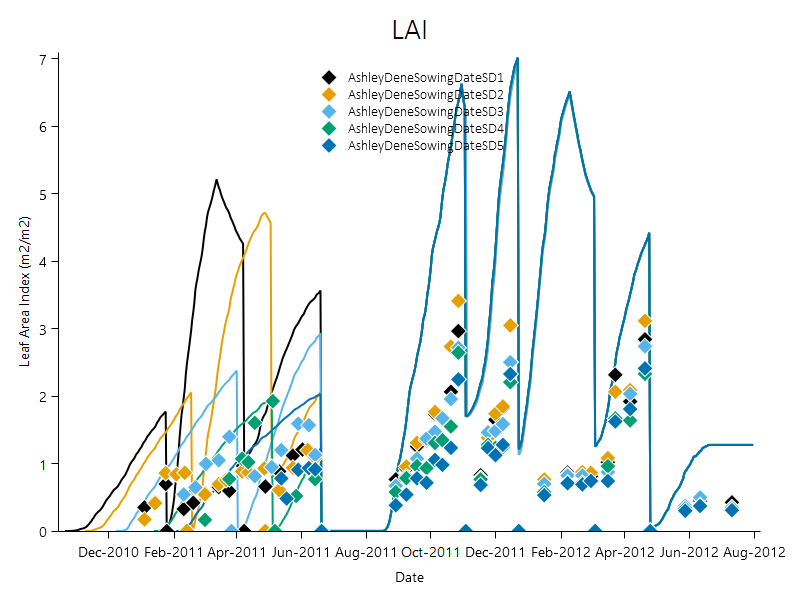 LAI
AshleyDeneSowingDateSD1
AshleyDeneSowingDateSD2
AshleyDeneSowingDateSD3
AshleyDeneSowingDateSD4
AshleyDeneSowingDateSD5
Leaf Area Index (m2/m2)
7
6
5
4
3
2
1
0
Dec-2010 Feb-2011 Apr-2011 Jun-2011 Aug-2011 Oct-2011 Dec-2011 Feb-2012 Apr-2012 Jun-2012 Aug-2012
Date